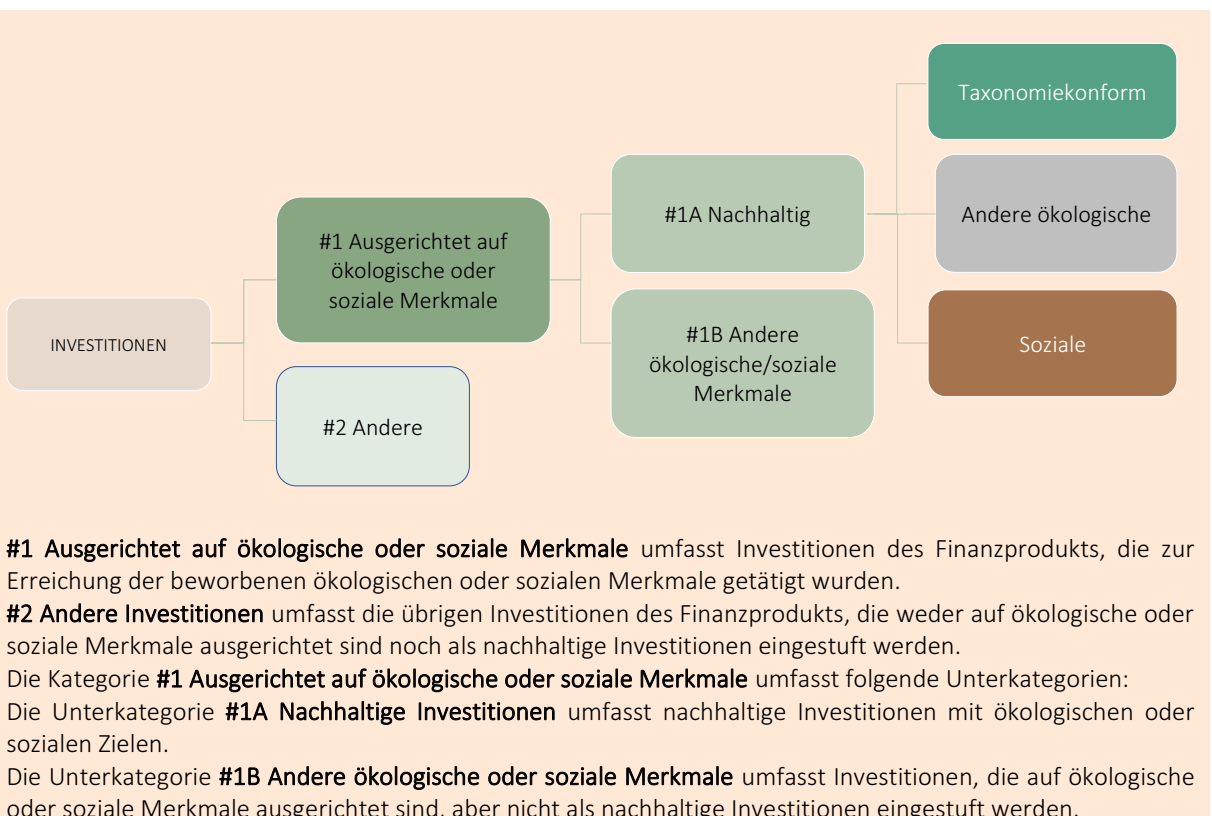 Taxonomiekonform
#1A Nachhaltig
Andere ökologische
#1 Ausgerichtet auf
ökologische oder
soziale Merkmale
INVESTITIONEN
#1B Andere
ökologische/soziale
Merkmale
Soziale
#2 Andere
#1 Ausgerichtet auf ökologische oder soziale Merkmale umfasst Investitionen des Finanzprodukts, die zur
Erreichung der beworbenen ökologischen oder sozialen Merkmale getätigt wurden.
#2 Andere Investitionen umfasst die übrigen Investitionen des Finanzprodukts, die weder auf ökologische oder
soziale Merkmale ausgerichtet sind noch als nachhaltige Investitionen eingestuft werden.
Die Kategorie #1 Ausgerichtet auf ökologische oder soziale Merkmale umfasst folgende Unterkategorien:
Die Unterkategorie #1A Nachhaltige Investitionen umfasst nachhaltige Investitionen mit ökologischen oder
sozialen Zielen.
Die Unterkategorie #1B Andere ökologische oder soziale Merkmale umfasst Investitionen, die auf ökologische
oder soziale Merkmale ausgerichtet sind, aber nicht als nachhaltige Investitionen eingestuft werden.